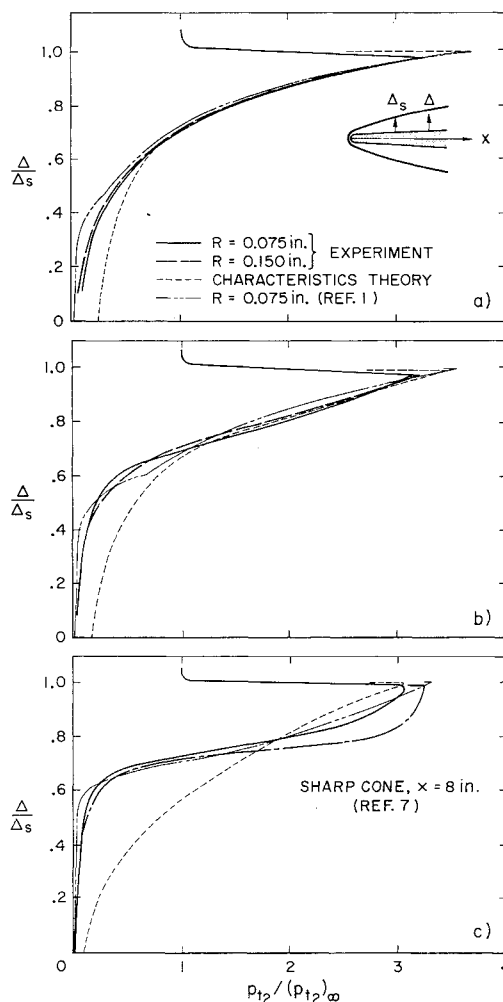 1.0
.8
.6
.4
.2
0
Δ/Δs
Δs Δ
x
R = 0.075 in.
R = 0.150 in. } EXPERIMENT
CHARACTERISTICS THEORY
R = 0.075 in. (REF. 1)
a)
1.0
.8
.6
.4
.2
0
Δ/Δs
b)
1.0
.8
.6
.4
.2
Δ/Δs
SHARP CONE, x = 8 in.
(REF. 7)
c)
0 1 2 3
pt2/(pt2)∞